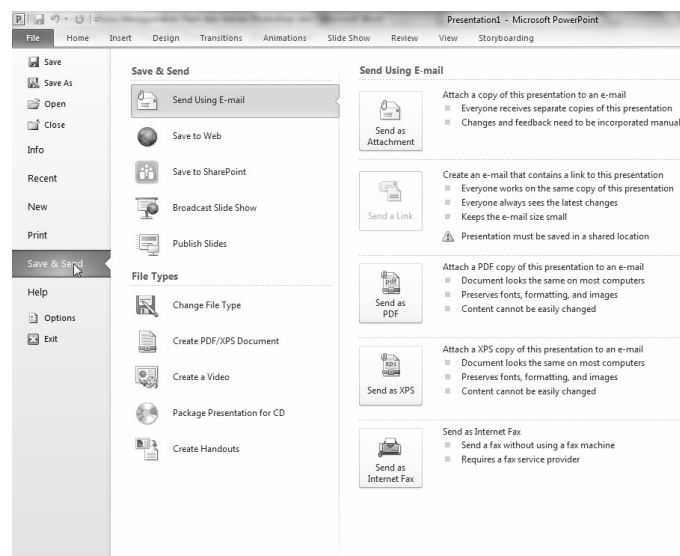 Presentation1 - Microsoft PowerPoint
File Home Insert Design Transitions Animations Slide Show Review View Storyboarding
Save
Save As
Open
Close
Info
Recent
New
Print
Save & Send
Help
Options
Exit
Save & Send
Send Using E-mail
Save to Web
Save to SharePoint
Broadcast Slide Show
Publish Slides
File Types
Change File Type
Create PDF/XPS Document
Create a Video
Package Presentation for CD
Create Handouts
Send Using E-mail
Send as
Attachment
Attach a copy of this presentation to an e-mail
Everyone receives separate copies of this presentation
Changes and feedback need to be incorporated manual
Send a Link
Create an e-mail that contains a link to this presentation
Everyone works on the same copy of this presentation
Everyone always sees the latest changes
Keeps the e-mail size small
Presentation must be saved in a shared location
Send as
PDF
Attach a PDF copy of this presentation to an e-mail
Document looks the same on most computers
Preserves fonts, formatting, and images
Content cannot be easily changed
Send as XPS
Attach a XPS copy of this presentation to an e-mail
Document looks the same on most computers
Preserves fonts, formatting, and images
Content cannot be easily changed
Send as
Internet Fax
Send as Internet Fax
Send a fax without using a fax machine
Requires a fax service provider